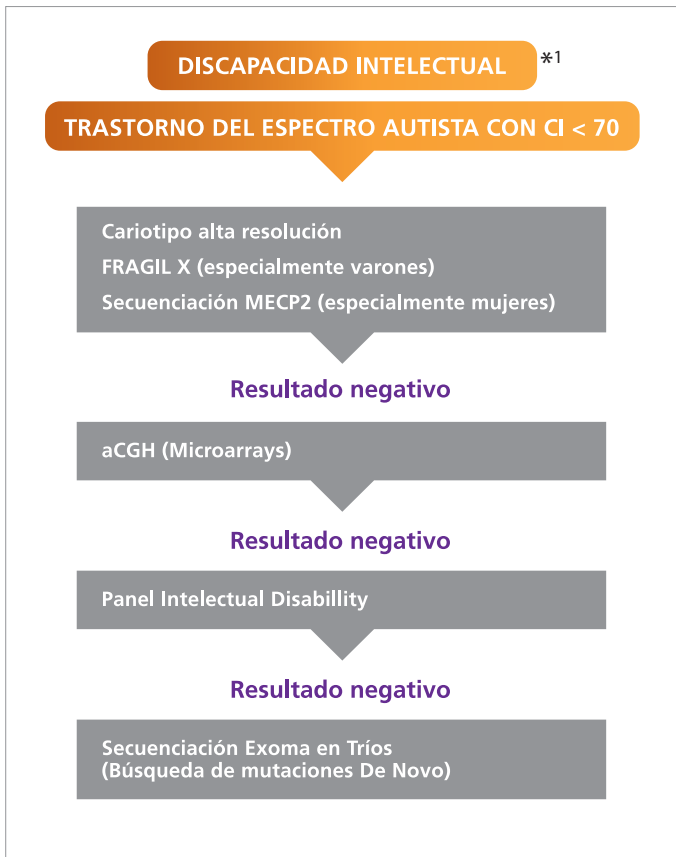 DISCAPACIDAD INTELECTUAL *1
TRASTORNO DEL ESPECTRO AUTISTA CON CI < 70
Cariotipo alta resolución
FRAGIL X (especialmente varones)
Secuenciación MECP2 (especialmente mujeres)
Resultado negativo
aCGH (Microarrays)
Resultado negativo
Panel Intelectual Disabillity
Resultado negativo
Secuenciación Exoma en Tríos
(Búsqueda de mutaciones De Novo)